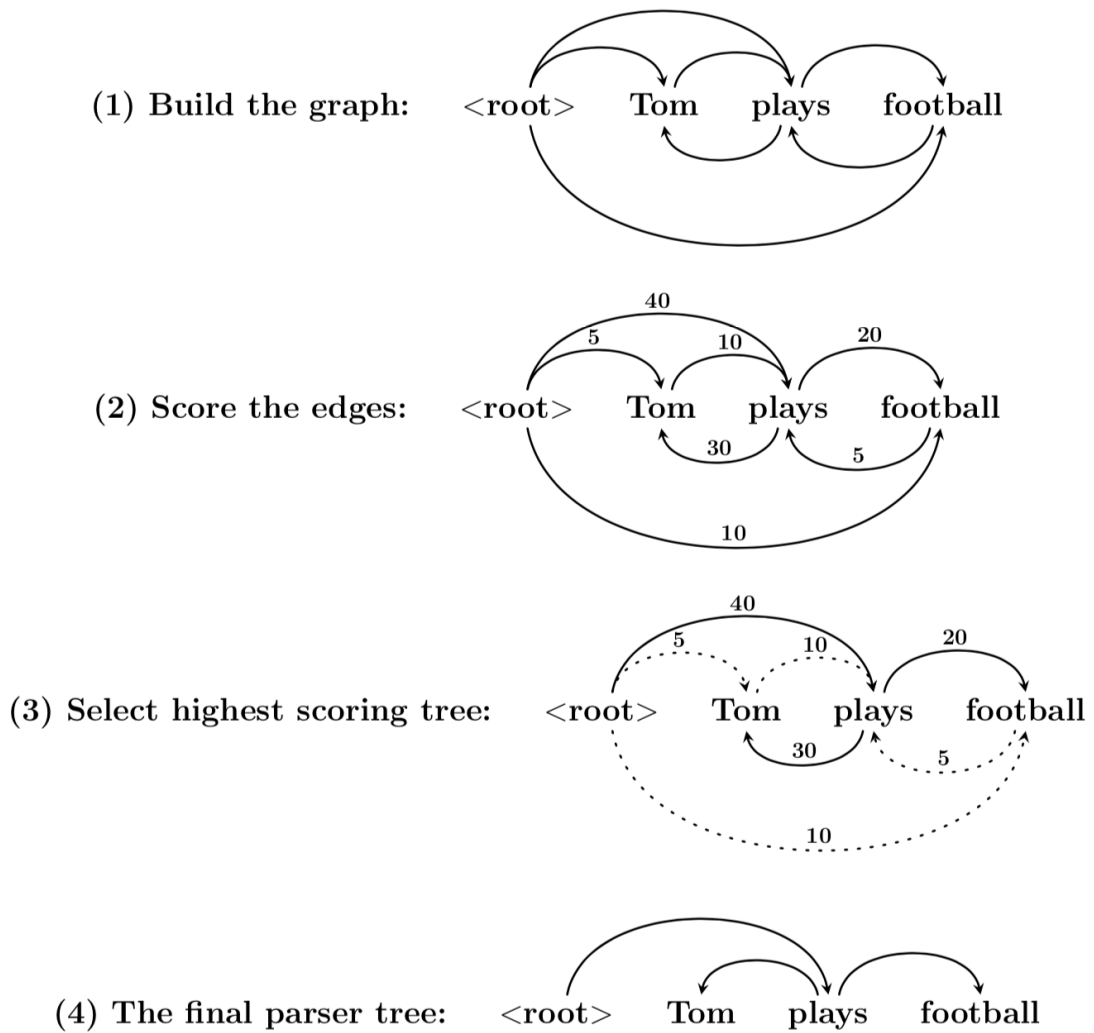 (1) Build the graph: <root> Tom plays football
40
5 10 20
(2) Score the edges: <root> Tom plays football
30 5
10
40
5 10 20
(3) Select highest scoring tree: <root> Tom plays football
30 5
10
(4) The final parser tree: <root> Tom plays football